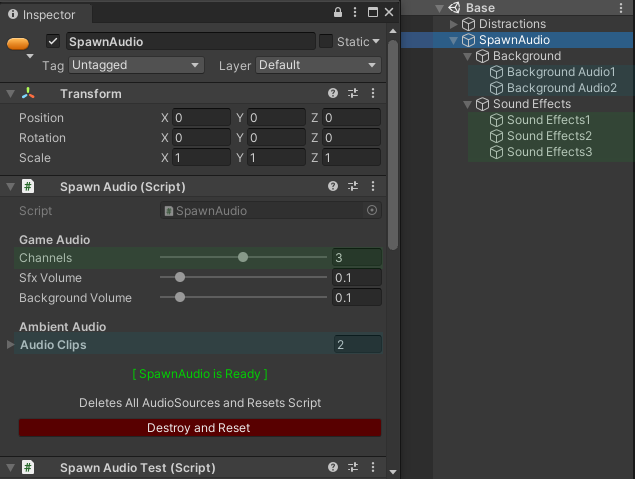 Inspector
SpawnAudio
Static
Tag Untagged Layer Default
Transform
Position X 0 Y 0 Z 0
Rotation X 0 Y 0 Z 0
Scale X 1 Y 1 Z 1
Spawn Audio (Script)
Script SpawnAudio
Game Audio
Channels 3
Sfx Volume 0.1
Background Volume 0.1
Ambient Audio
Audio Clips 2
[ SpawnAudio is Ready ]
Deletes All AudioSources and Resets Script
Destroy and Reset
Spawn Audio Test (Script)
Base
Distractions
SpawnAudio
Background
Background Audio1
Background Audio2
Sound Effects
Sound Effects1
Sound Effects2
Sound Effects3